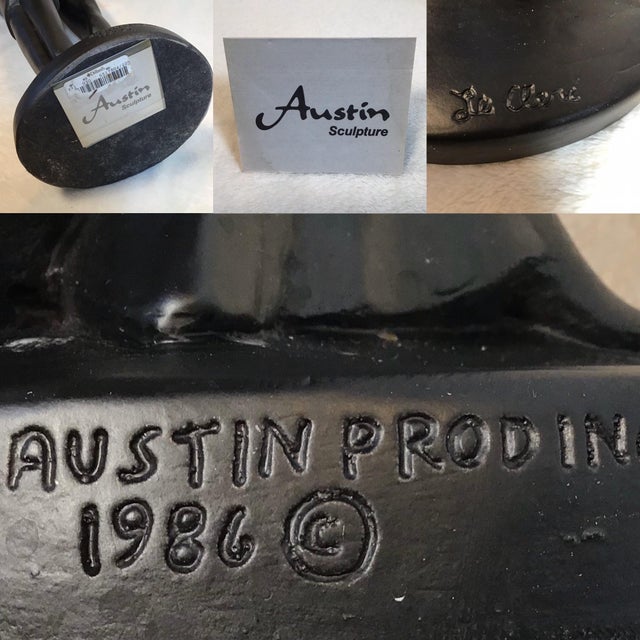 Austin
Sculpture
Austin
Sculpture
AUSTIN PROD INC
1986 ©